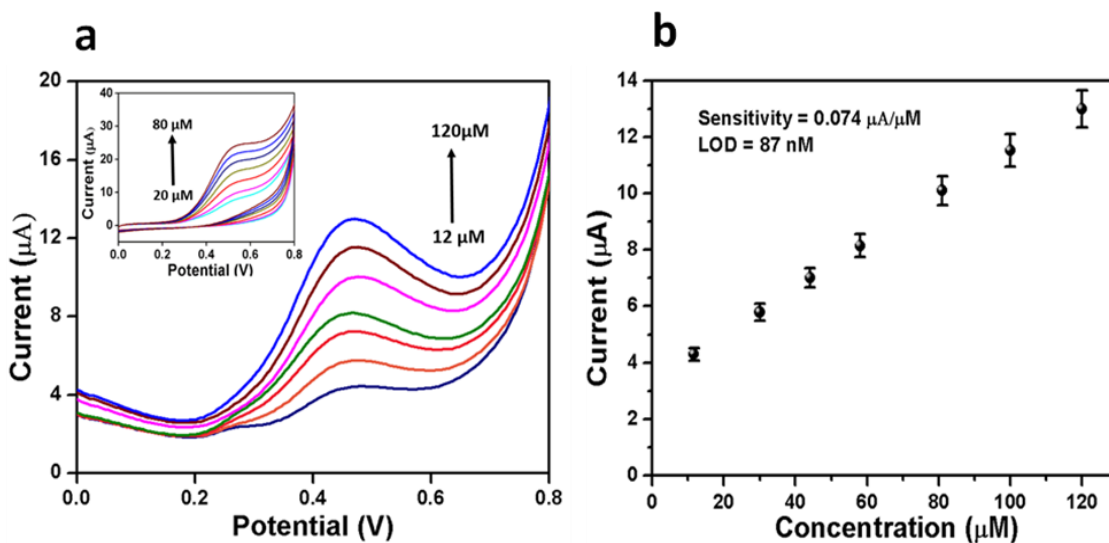 a
20
16
12
8
4
0
0.0
0.2
0.4
0.6
0.8
Current (μA)
Potential (V)
120μM
12 μM
40
30
20
10
0
0.0
0.2
0.4
0.6
0.8
Current (μA)
Potential (V)
80 μM
20 μM
b
14
12
10
8
6
4
2
0
0
20
40
60
80
100
120
Current (μA)
Concentration (μM)
Sensitivity = 0.074 μA/μM
LOD = 87 nM